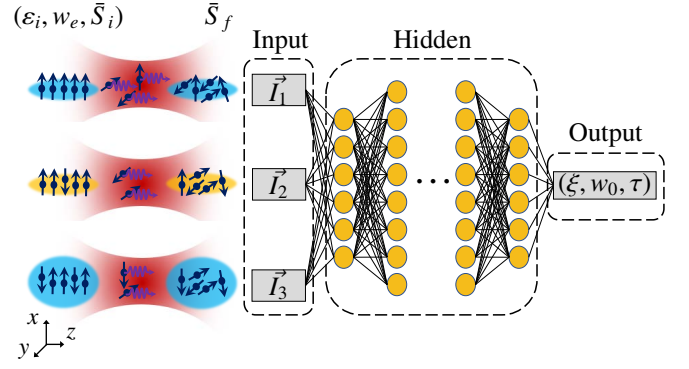 (ε_i, w_e, S̄_i)
S̄_f
Input
Hidden
Output
I⃗_1
I⃗_2
I⃗_3
...
(ξ, w_0, τ)
x
y
z